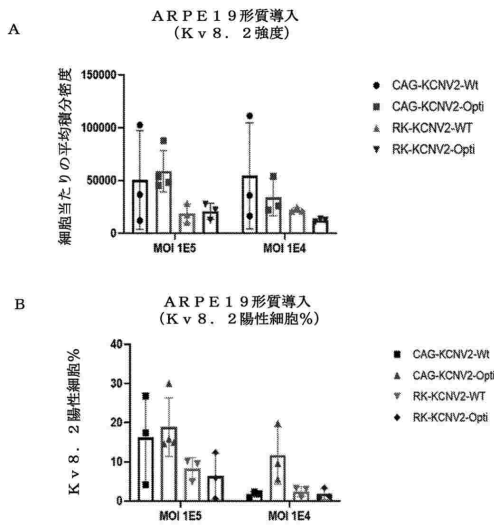 A
ARPE19形質導入
(Kv8.2強度)
細胞当たりの平均積分密度
150000
100000
50000
0
MOI 1E5
MOI 1E4
CAG-KCNV2-Wt
CAG-KCNV2-Opti
RK-KCNV2-WT
RK-KCNV2-Opti
B
ARPE19形質導入
(Kv8.2陽性細胞%)
Kv8.2陽性細胞%
40
30
20
10
0
MOI 1E5
MOI 1E4
CAG-KCNV2-Wt
CAG-KCNV2-Opti
RK-KCNV2-WT
RK-KCNV2-Opti